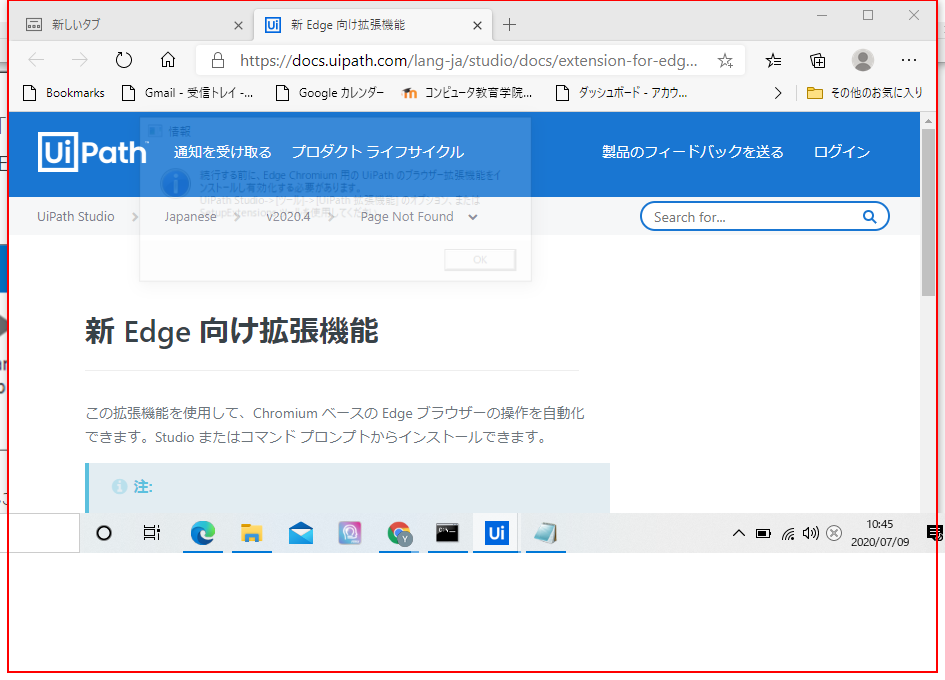 新しいタブ
新 Edge 向け拡張機能
https://docs.uipath.com/lang-ja/studio/docs/extension-for-edg...
Bookmarks
Gmail - 受信トレイ -...
Google カレンダー
コンピュータ教育学院...
ダッシュボード - アカウ...
その他のお気に入り
UiPath
通知を受け取る
プロダクト ライフサイクル
製品のフィードバックを送る
ログイン
情報
続行する前に、Edge Chromium 用の UiPath のブラウザー拡張機能をイ
ンストールし有効化する必要があります。
UiPath Studio->[ツール]->[UiPath 拡張機能] のオプション、または
SetupExtensions を使用してください
UiPath Studio
Japanese
v2020.4
Page Not Found
Search for...
OK
新 Edge 向け拡張機能
この拡張機能を使用して、Chromium ベースの Edge ブラウザーの操作を自動化
できます。Studio またはコマンド プロンプトからインストールできます。
注:
Ui
10:45
2020/07/09